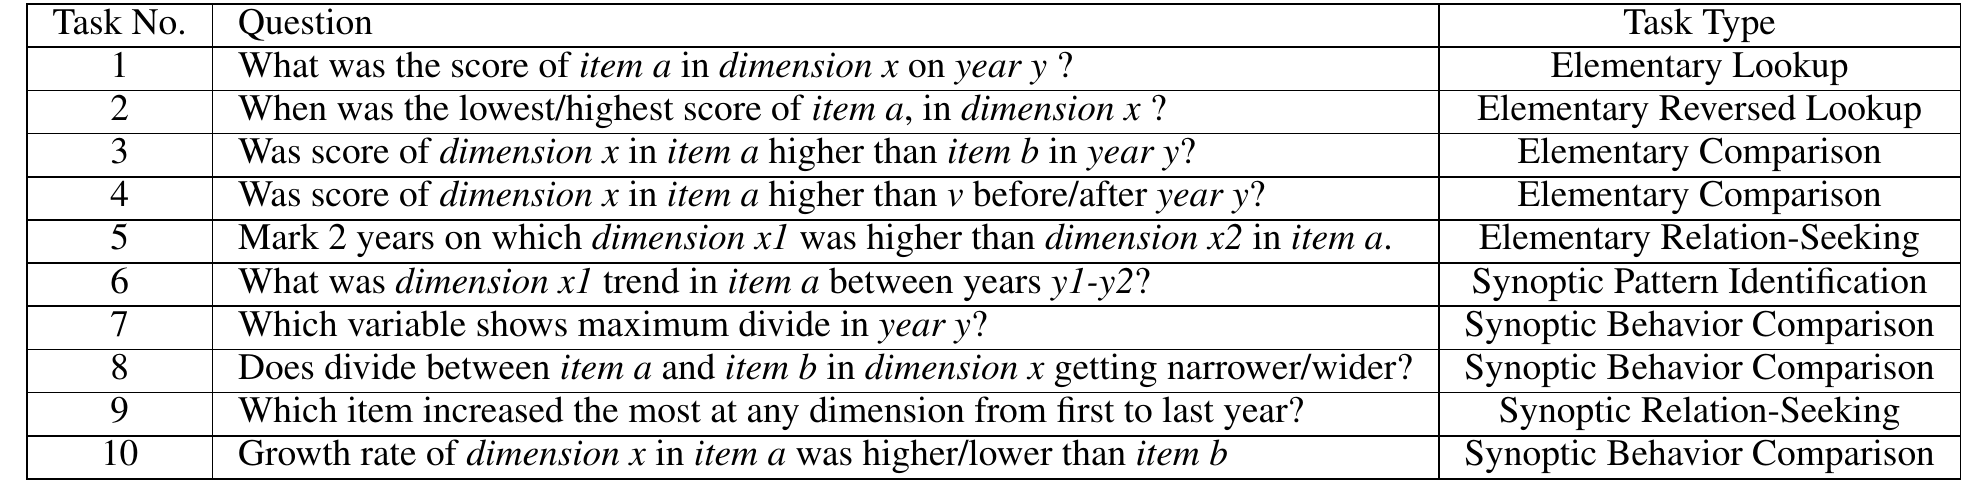 Task No. Question Task Type
1 What was the score of item a in dimension x on year y ? Elementary Lookup
2 When was the lowest/highest score of item a, in dimension x ? Elementary Reversed Lookup
3 Was score of dimension x in item a higher than item b in year y? Elementary Comparison
4 Was score of dimension x in item a higher than v before/after year y? Elementary Comparison
5 Mark 2 years on which dimension x1 was higher than dimension x2 in item a. Elementary Relation-Seeking
6 What was dimension x1 trend in item a between years y1-y2? Synoptic Pattern Identification
7 Which variable shows maximum divide in year y? Synoptic Behavior Comparison
8 Does divide between item a and item b in dimension x getting narrower/wider? Synoptic Behavior Comparison
9 Which item increased the most at any dimension from first to last year? Synoptic Relation-Seeking
10 Growth rate of dimension x in item a was higher/lower than item b Synoptic Behavior Comparison